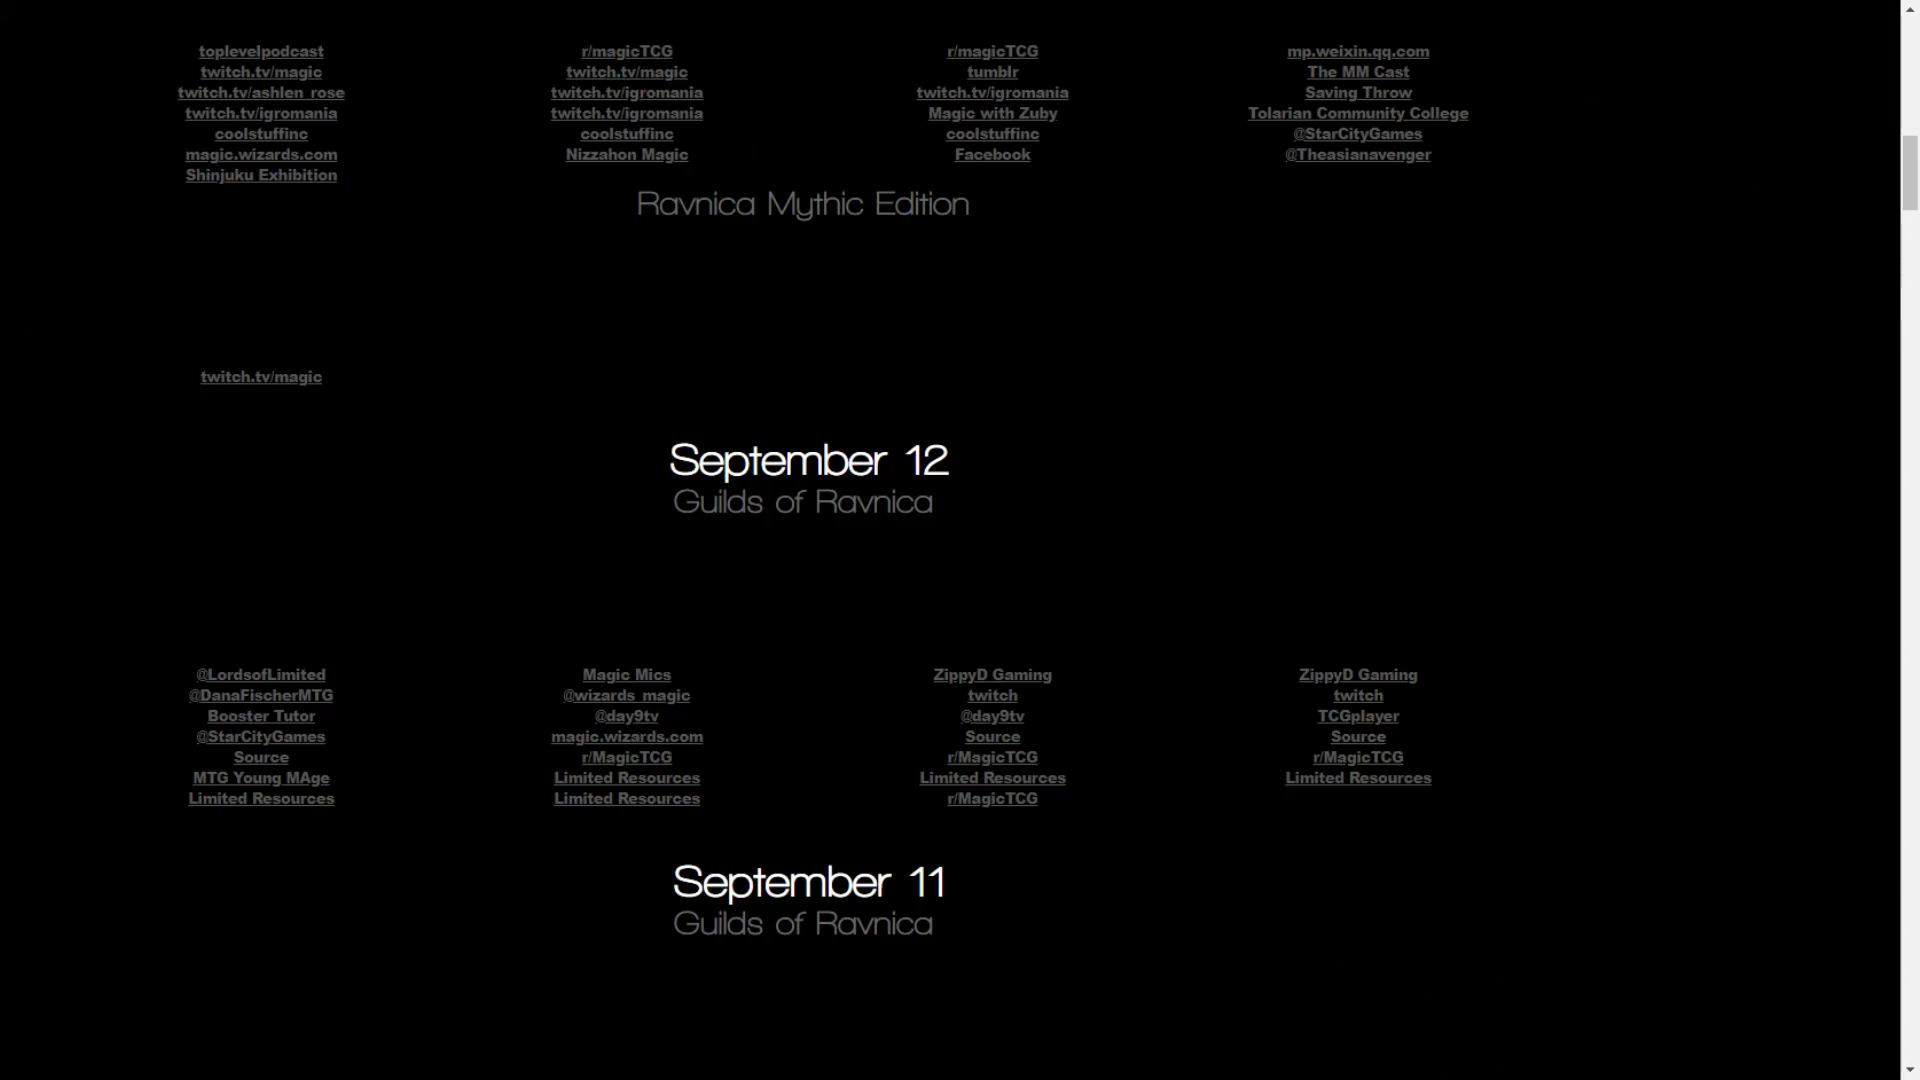 toplevelpodcast r/magicTCG r/magicTCG mp.weixin.qq.com
twitch.tv/magic twitch.tv/magic tumblr The MM Cast
twitch.tv/ashlen_rose twitch.tv/igromania twitch.tv/igromania Saving Throw
twitch.tv/igromania twitch.tv/igromania Magic with Zuby Tolarian Community College
coolstuffinc coolstuffinc coolstuffinc @StarCityGames
magic.wizards.com Nizzahon Magic Facebook @Theasianavenger
Shinjuku Exhibition
Ravnica Mythic Edition
twitch.tv/magic
September 12
Guilds of Ravnica
@LordsofLimited Magic Mics ZippyD Gaming ZippyD Gaming
@DanaFischerMTG @wizards_magic twitch twitch
Booster Tutor @day9tv @day9tv TCGplayer
@StarCityGames magic.wizards.com Source Source
Source r/MagicTCG r/MagicTCG r/MagicTCG
MTG Young MAge Limited Resources Limited Resources Limited Resources
Limited Resources Limited Resources r/MagicTCG
September 11
Guilds of Ravnica